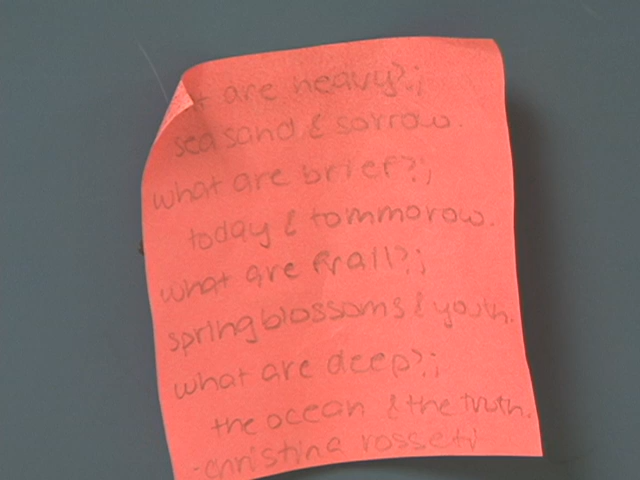 t are heavy?;
sea sand & sorrow.
what are brief?;
today & tommorow.
what are frail?;
spring blossoms & youth.
what are deep?;
the ocean & the truth.
-christina rosseti